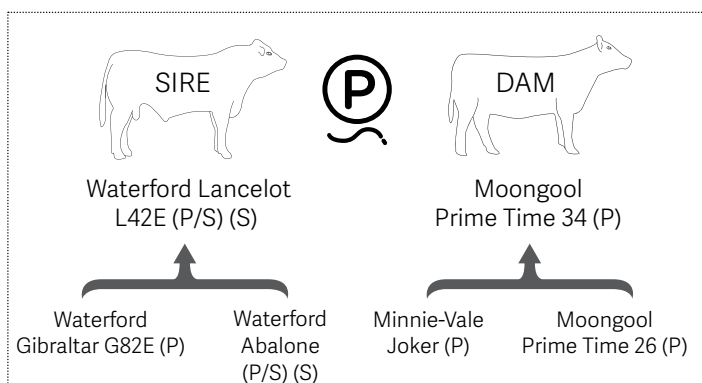 SIRE
P
DAM
Waterford Lancelot
L42E (P/S) (S)
Moongool
Prime Time 34 (P)
Waterford
Gibraltar G82E (P)
Waterford
Abalone
(P/S) (S)
Minnie-Vale
Joker (P)
Moongool
Prime Time 26 (P)